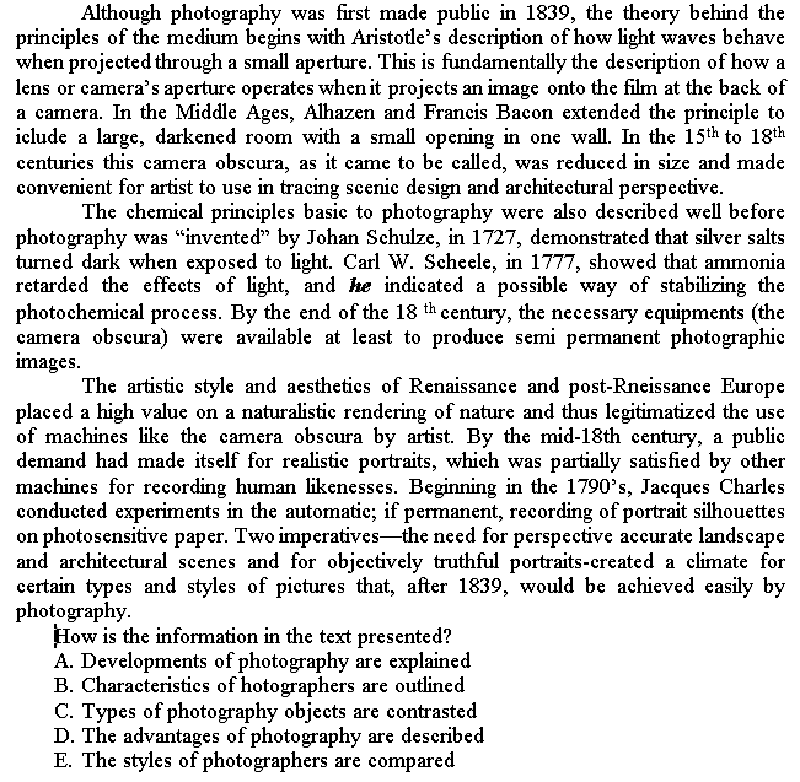 Although photography was first made public in 1839, the theory behind the
principles of the medium begins with Aristotle's description of how light waves behave
when projected through a small aperture. This is fundamentally the description of how a
lens or camera's aperture operates when it projects an image onto the film at the back of
a camera. In the Middle Ages, Alhazen and Francis Bacon extended the principle to
iclude a large, darkened room with a small opening in one wall. In the 15th to 18th
centuries this camera obscura, as it came to be called, was reduced in size and made
convenient for artist to use in tracing scenic design and architectural perspective.
The chemical principles basic to photography were also described well before
photography was “invented” by Johan Schulze, in 1727, demonstrated that silver salts
turned dark when exposed to light. Carl W. Scheele, in 1777, showed that ammonia
retarded the effects of light, and he indicated a possible way of stabilizing the
photochemical process. By the end of the 18 th century, the necessary equipments (the
camera obscura) were available at least to produce semi permanent photographic
images.
The artistic style and aesthetics of Renaissance and post-Rneissance Europe
placed a high value on a naturalistic rendering of nature and thus legitimatized the use
of machines like the camera obscura by artist. By the mid-18th century, a public
demand had made itself for realistic portraits, which was partially satisfied by other
machines for recording human likenesses. Beginning in the 1790's, Jacques Charles
conducted experiments in the automatic; if permanent, recording of portrait silhouettes
on photosensitive paper. Two imperatives—the need for perspective accurate landscape
and architectural scenes and for objectively truthful portraits-created a climate for
certain types and styles of pictures that, after 1839, would be achieved easily by
photography.
How is the information in the text presented?
A. Developments of photography are explained
B. Characteristics of hotographers are outlined
C. Types of photography objects are contrasted
D. The advantages of photography are described
E. The styles of photographers are compared